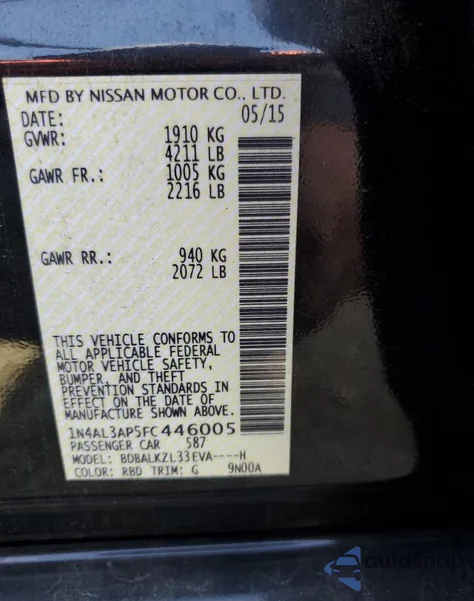 MFD BY NISSAN MOTOR CO., LTD.
DATE: 05/15
GVWR: 1910 KG
4211 LB
GAWR FR.: 1005 KG
2216 LB
GAWR RR.: 940 KG
2072 LB
THIS VEHICLE CONFORMS TO
ALL APPLICABLE FEDERAL
MOTOR VEHICLE SAFETY,
BUMPER, AND THEFT
PREVENTION STANDARDS IN
EFFECT ON THE DATE OF
MANUFACTURE SHOWN ABOVE.
1N4AL3AP5FC446005
PASSENGER CAR 587
MODEL: BDBALKZL33EVA----H
COLOR: RBD TRIM: G 9N00A
autosnap